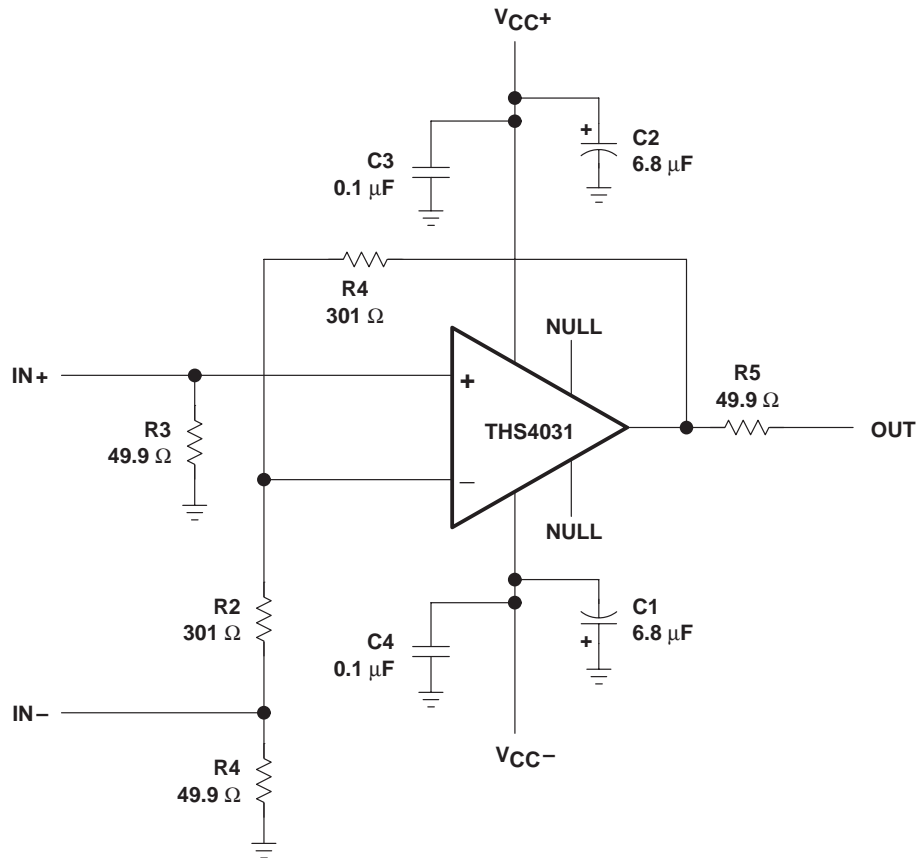 VCC+
C3
0.1 μF
+
C2
6.8 μF
R4
301 Ω
NULL
IN+
+
R3
49.9 Ω
THS4031
R5
49.9 Ω
OUT
−
NULL
R2
301 Ω
C4
0.1 μF
C1
6.8 μF
+
IN−
VCC−
R4
49.9 Ω